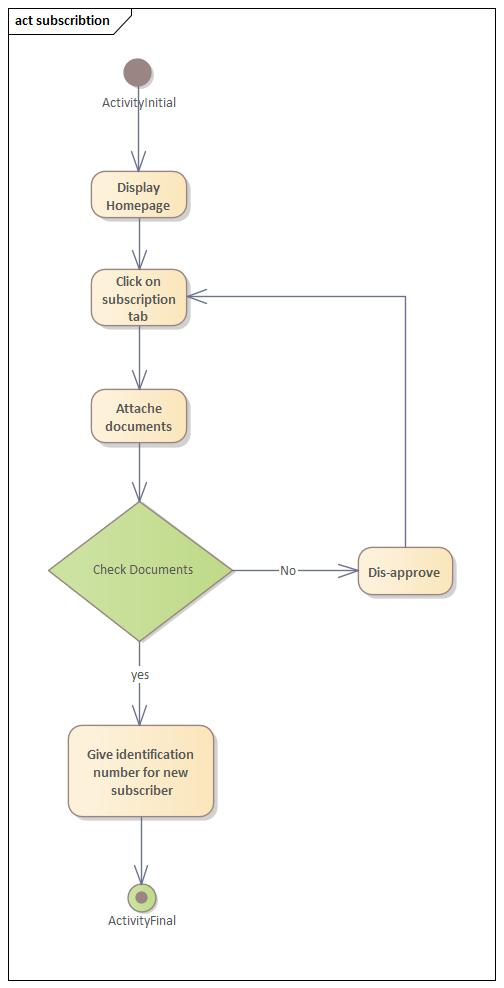 act subscribtion
ActivityInitial
Display
Homepage
Click on
subscription
tab
Attache
documents
Check Documents
No
Dis-approve
yes
Give identification
number for new
subscriber
ActivityFinal